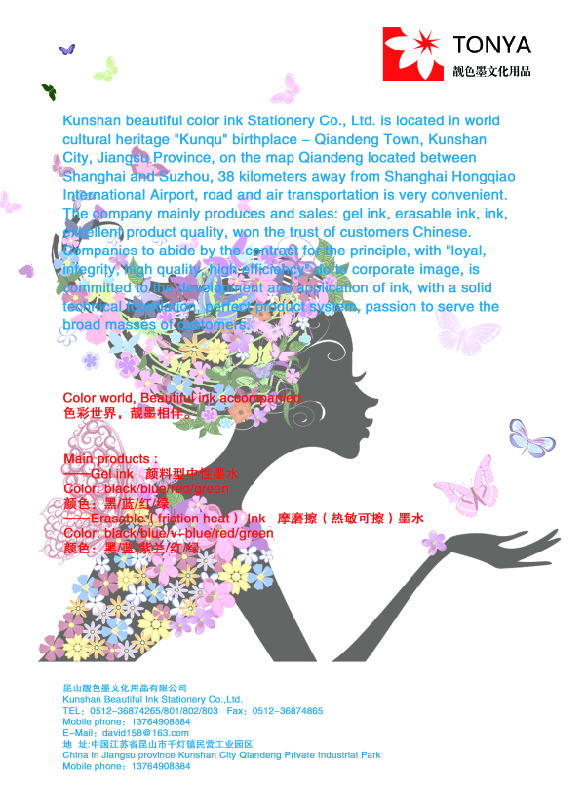 TONYA
靓色墨文化用品
Kunshan beautiful color ink Stationery Co., Ltd. is located in world
cultural heritage "Kunqu" birthplace – Qiandeng Town, Kunshan
City, Jiangsu Province, on the map Qiandeng located between
Shanghai and Suzhou, 38 kilometers away from Shanghai Hongqiao
International Airport, road and air transportation is very convenient.
The company mainly produces and sales: gel ink, erasable ink, ink,
excellent product quality, won the trust of customers Chinese.
Companies to abide by the contract for the principle, with "loyal,
integrity, high quality, high efficiency" do to corporate image, is
committed to the development and application of ink, with a solid
technical foundation, perfect product system, passion to serve the
broad masses of customers.
Color world, Beautiful ink accompanied
色彩世界，靓墨相伴。
Main products：
——Gel ink 颜料型中性墨水
Color: black/blue/red/green
颜色：黑/蓝/红/绿
——Erasable（friction heat） Ink 摩磨擦（热敏可擦）墨水
Color: black/blue/v-blue/red/green
颜色：黑/蓝/紫兰/红/绿
昆山靓色墨文化用品有限公司
Kunshan Beautiful Ink Stationery Co.,Ltd.
TEL：0512-36874265/801/802/803 Fax：0512-36874865
Mobile phone：13764908884
E-Mail：david158@163.com
地 址:中国江苏省昆山市千灯镇民营工业园区
China in Jiangsu province Kunshan City Qiandeng Private Industrial Park
Mobile phone：13764908884